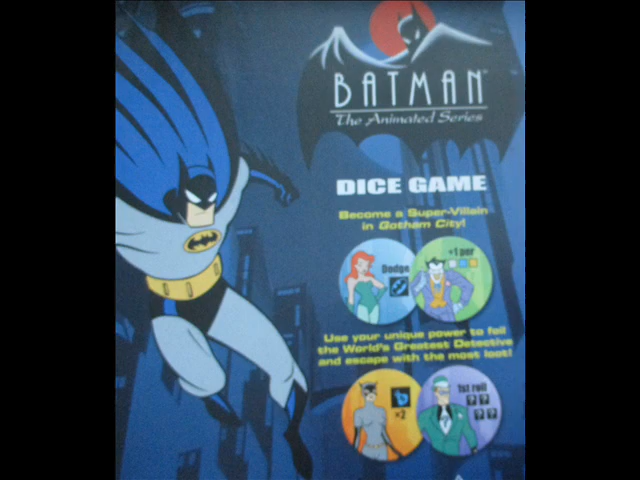 BATMAN
The Animated Series
DICE GAME
Become a Super-Villain
in Gotham City!
Dodge
+1 per
Use your unique power to foil
the World's Greatest Detective
and escape with the most loot!
×2
1st roll
? ?
? ?